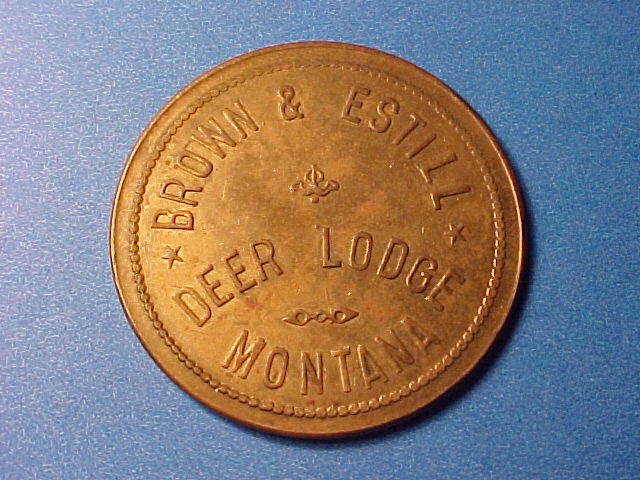 BROWN & ESTILL
DEER LODGE
MONTANA